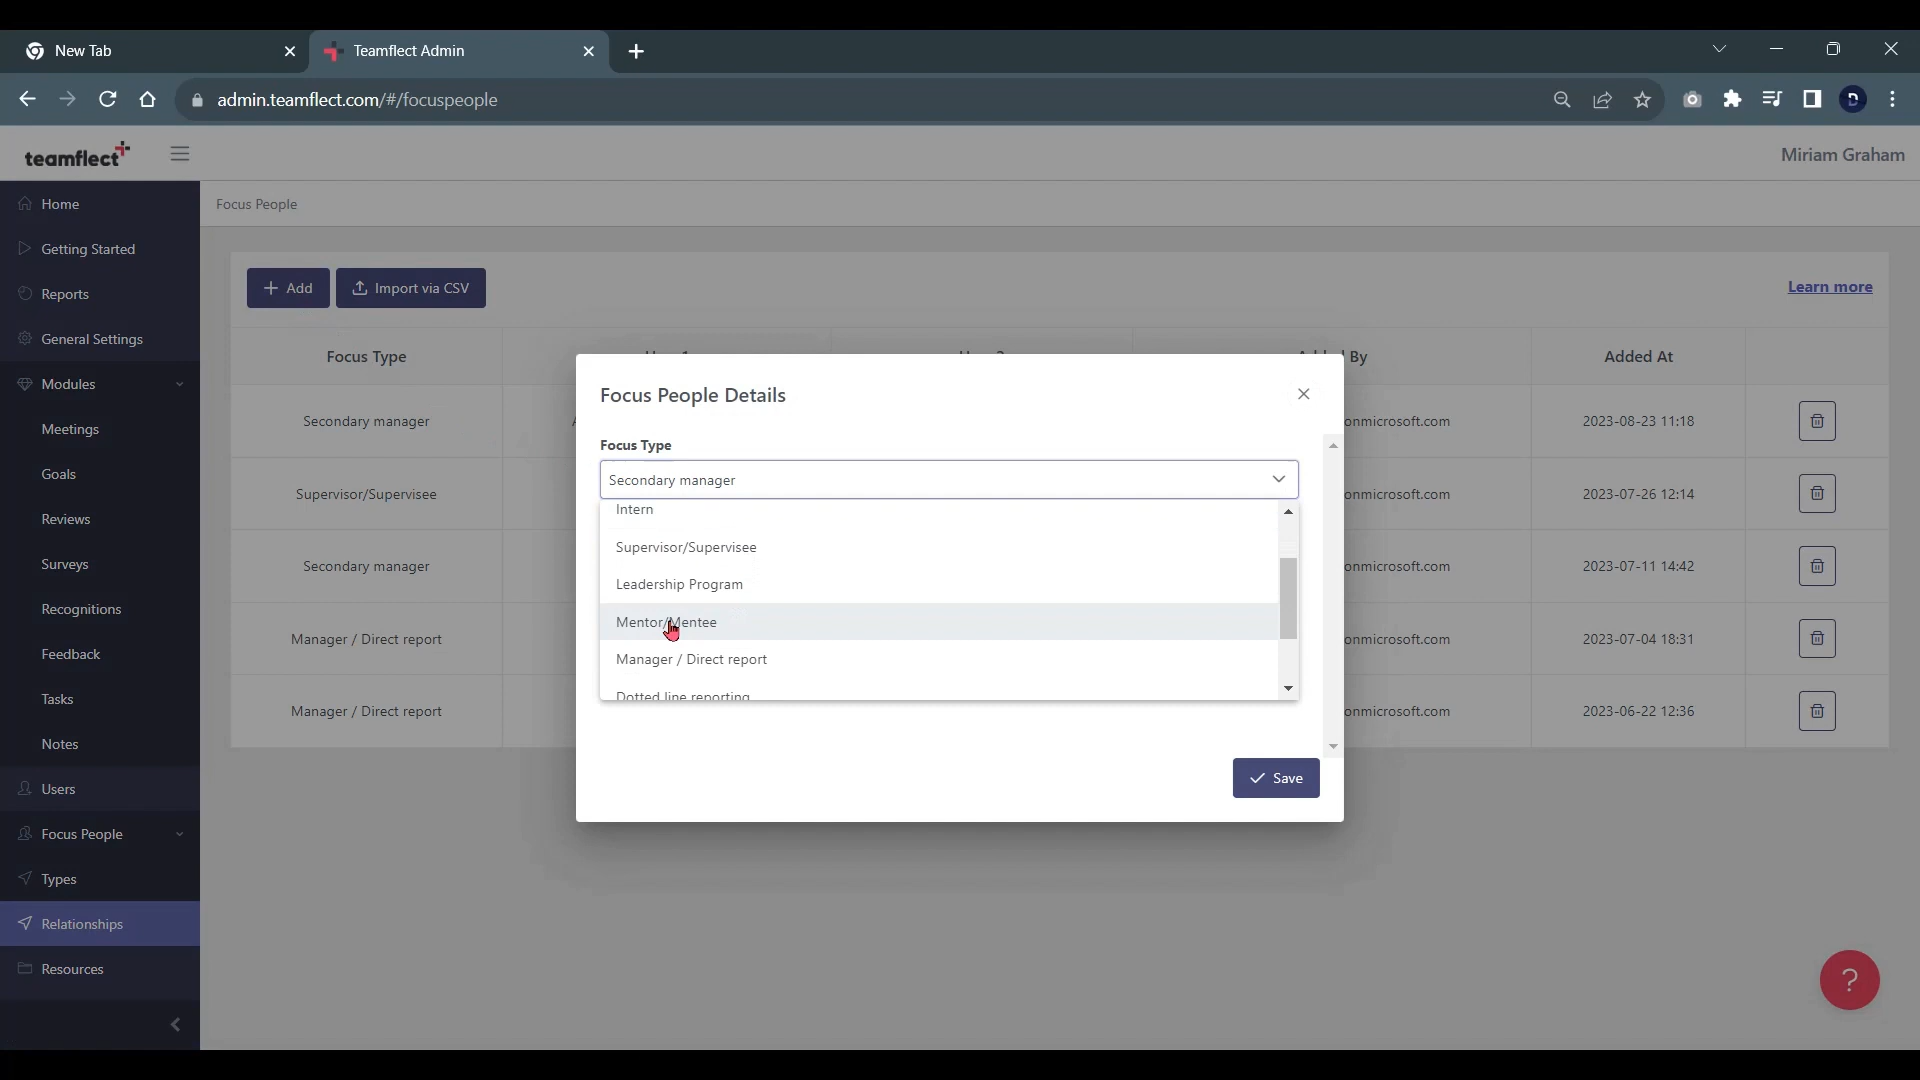 New Tab
Teamflect Admin
admin.teamflect.com/#/focuspeople
D
teamflect
Miriam Graham
Home
Getting Started
Reports
General Settings
Modules
Meetings
Goals
Reviews
Surveys
Recognitions
Feedback
Tasks
Notes
Users
Focus People
Types
Relationships
Resources
Focus People
Add
Import via CSV
Learn more
Focus Type
By
Added At
Secondary manager
onmicrosoft.com
2023-08-23 11:18
Supervisor/Supervisee
onmicrosoft.com
2023-07-26 12:14
Secondary manager
onmicrosoft.com
2023-07-11 14:42
Manager / Direct report
onmicrosoft.com
2023-07-04 18:31
Manager / Direct report
onmicrosoft.com
2023-06-22 12:36
Focus People Details
Focus Type
Secondary manager
Intern
Supervisor/Supervisee
Leadership Program
Mentor/Mentee
Manager / Direct report
Dotted line reporting
Save
?